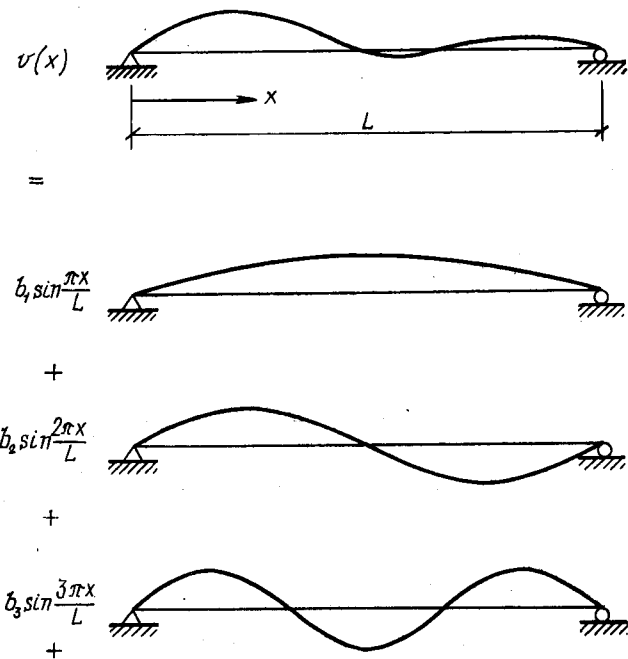 v(x)
x
L
=
b₁ sin πx/L
+
b₂ sin 2πx/L
+
b₃ sin 3πx/L
+